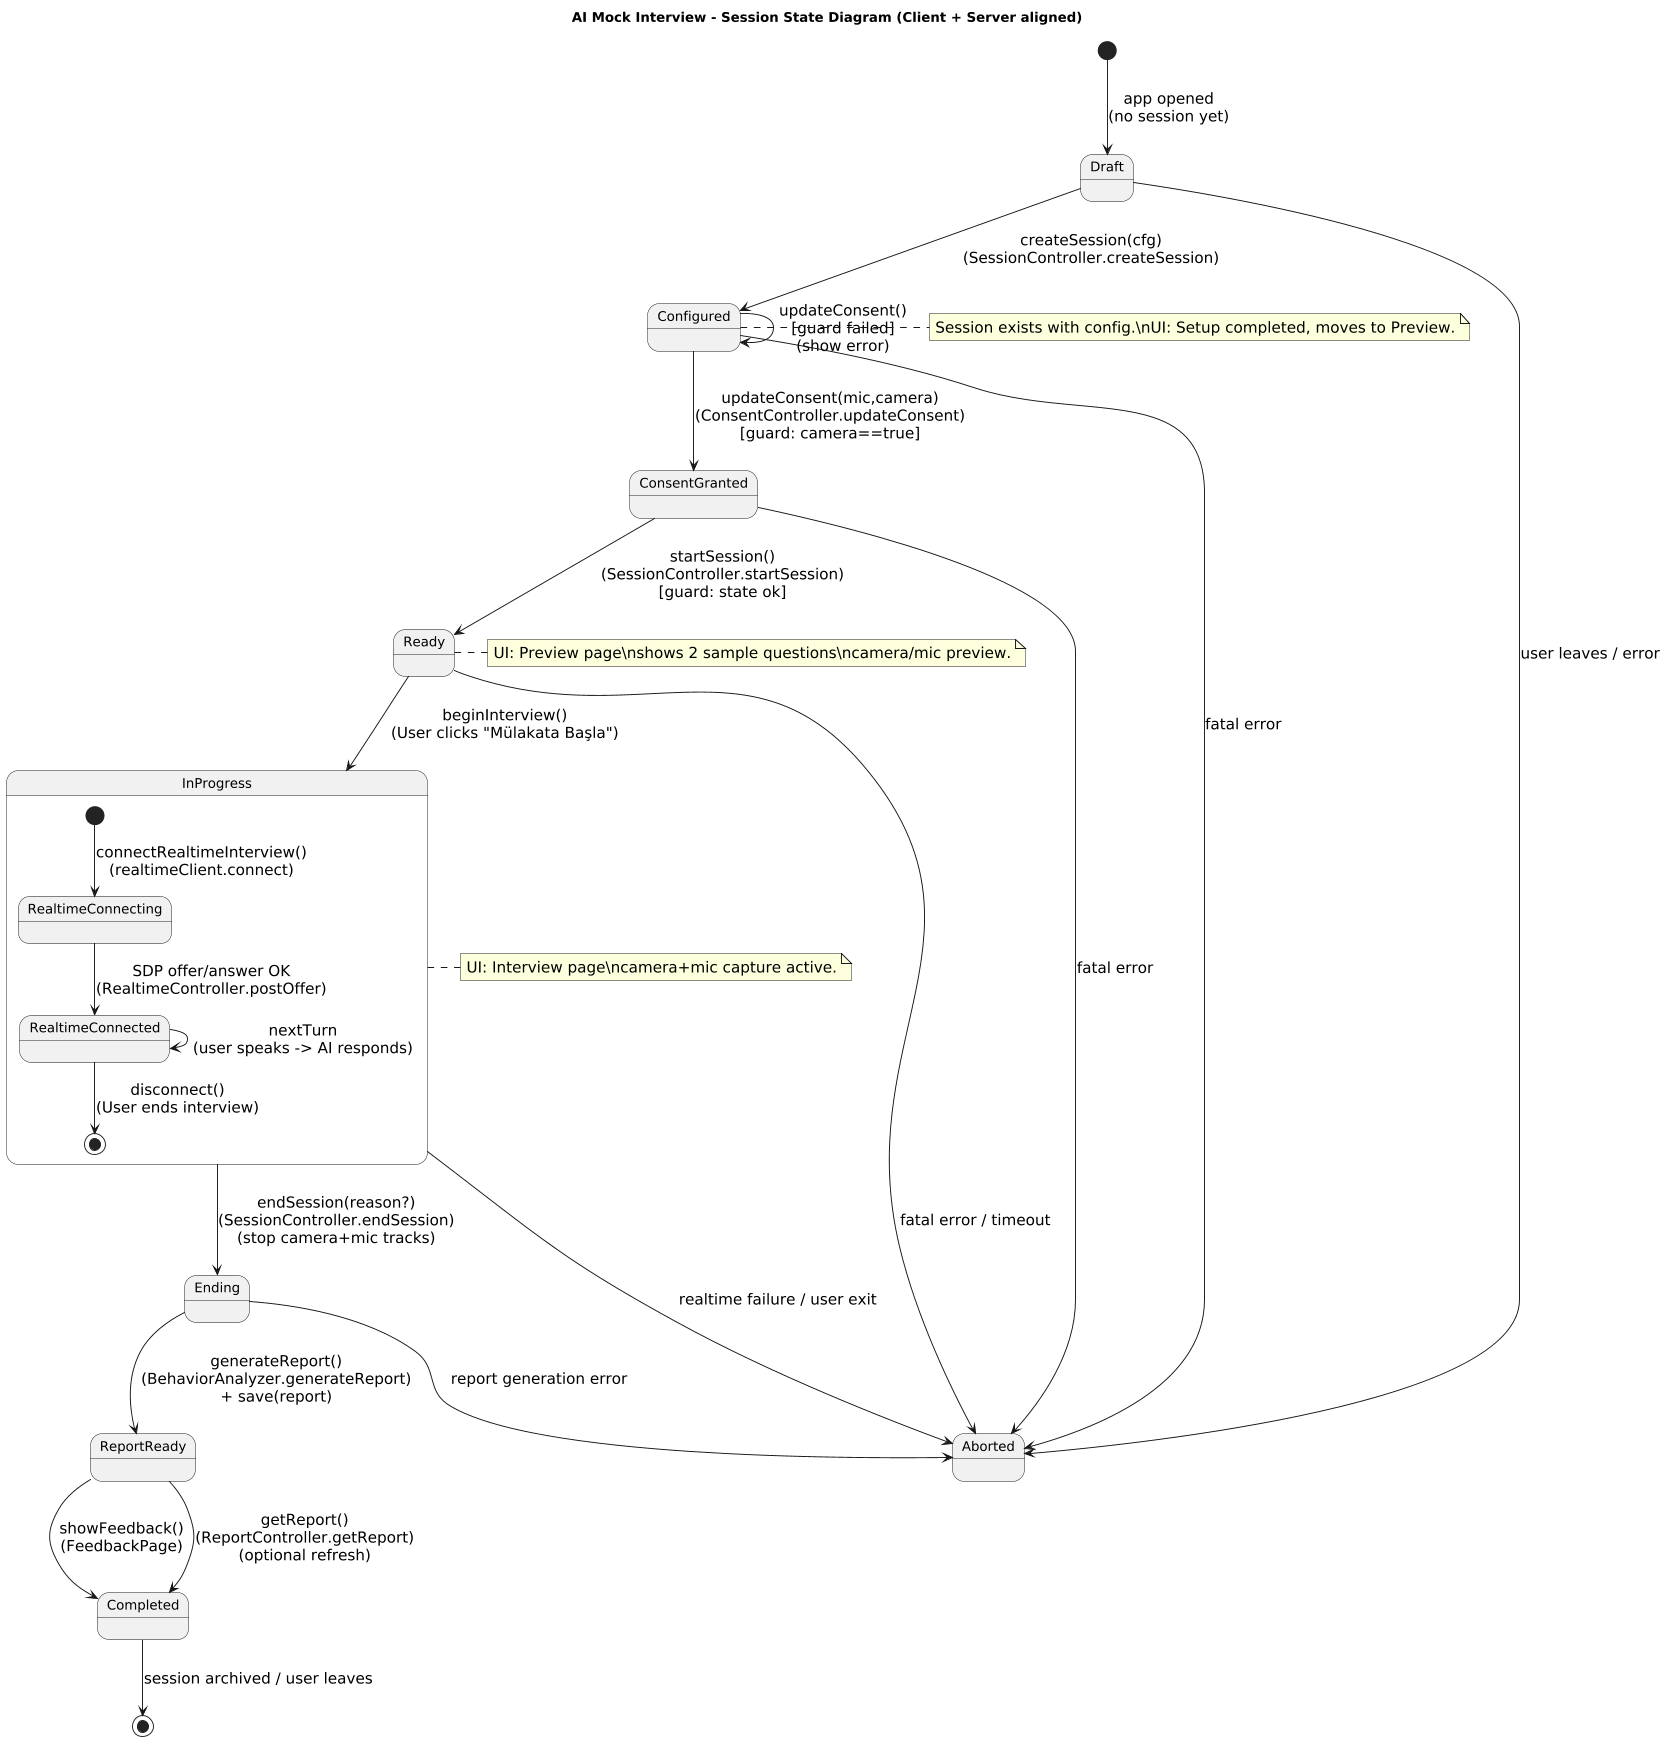 AI Mock Interview - Session State Diagram (Client + Server aligned)
app opened
(no session yet)
Draft
createSession(cfg)
(SessionController.createSession)
Configured
updateConsent()
[guard failed]
(show error)
Session exists with config.\nUI: Setup completed, moves to Preview.
updateConsent(mic,camera)
(ConsentController.updateConsent)
[guard: camera==true]
ConsentGranted
startSession()
(SessionController.startSession)
[guard: state ok]
Ready
UI: Preview page\nshows 2 sample questions\ncamera/mic preview.
user leaves / error
beginInterview()
(User clicks "Mülakata Başla")
fatal error
InProgress
connectRealtimeInterview()
(realtimeClient.connect)
RealtimeConnecting
SDP offer/answer OK
(RealtimeController.postOffer)
UI: Interview page\ncamera+mic capture active.
fatal error
RealtimeConnected
nextTurn
(user speaks -> AI responds)
disconnect()
(User ends interview)
endSession(reason?)
(SessionController.endSession)
(stop camera+mic tracks)
fatal error / timeout
Ending
realtime failure / user exit
generateReport()
(BehaviorAnalyzer.generateReport)
+ save(report)
report generation error
ReportReady
Aborted
showFeedback()
(FeedbackPage)
getReport()
(ReportController.getReport)
(optional refresh)
Completed
session archived / user leaves